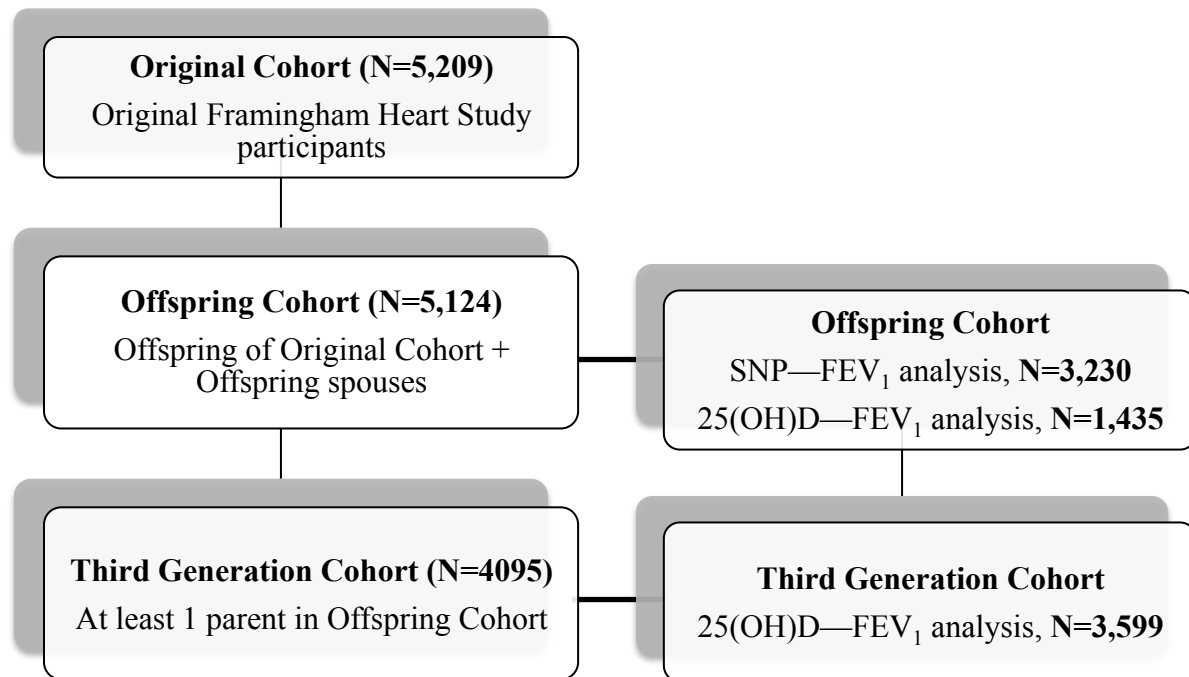 Original Cohort (N=5,209)
Original Framingham Heart Study
participants
Offspring Cohort (N=5,124)
Offspring of Original Cohort +
Offspring spouses
Offspring Cohort
SNP—FEV₁ analysis, N=3,230
25(OH)D—FEV₁ analysis, N=1,435
Third Generation Cohort (N=4095)
At least 1 parent in Offspring Cohort
Third Generation Cohort
25(OH)D—FEV₁ analysis, N=3,599